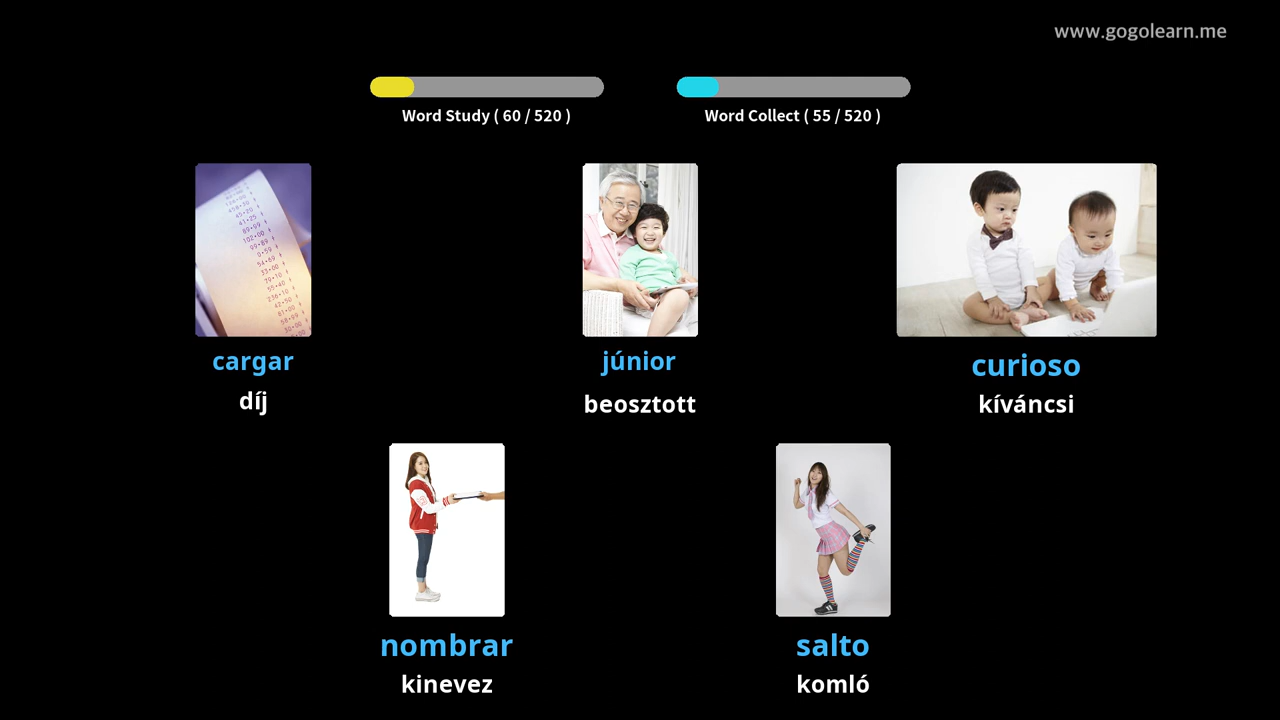 www.gogolearn.me
Word Study ( 60 / 520 )
Word Collect ( 55 / 520 )
cargar
díj
júnior
beosztott
curioso
kíváncsi
nombrar
kinevez
salto
komló